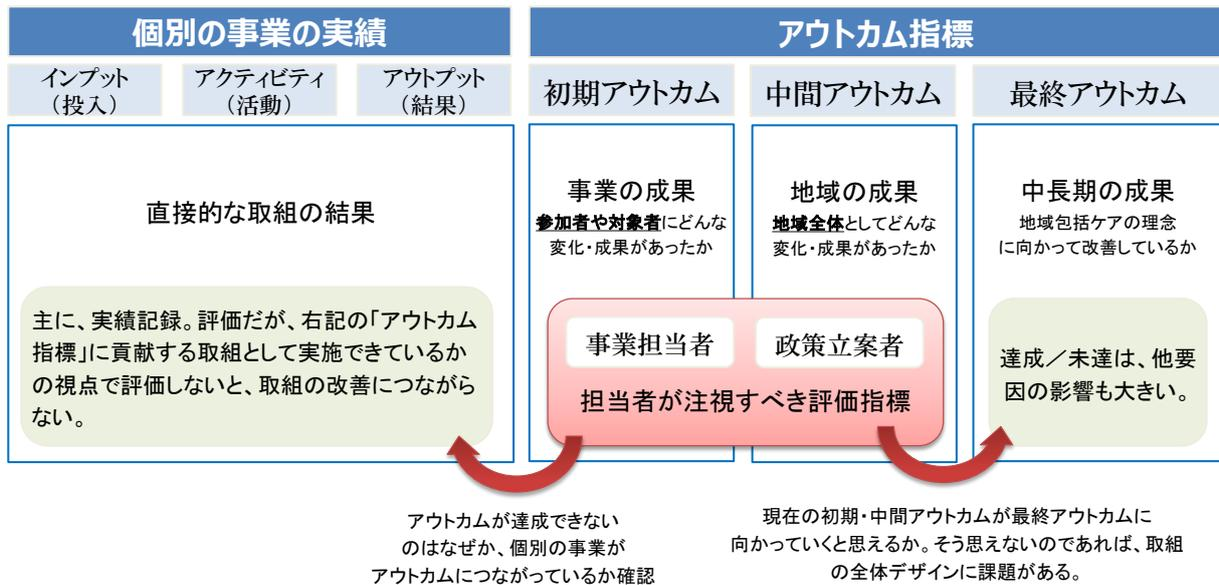 個別の事業の実績
アウトカム指標
インプット
（投入）
アクティビティ
（活動）
アウトプット
（結果）
初期アウトカム
中間アウトカム
最終アウトカム
直接的な取組の結果
主に、実績記録。評価だが、右記の「アウトカム
指標」に貢献する取組として実施できているか
の視点で評価しないと、取組の改善につながら
ない。
事業の成果
参加者や対象者にどんな
変化・成果があったか
地域の成果
地域全体としてどんな
変化・成果があったか
中長期の成果
地域包括ケアの理念
に向かって改善しているか
事業担当者
政策立案者
担当者が注視すべき評価指標
達成／未達は、他要
因の影響も大きい。
アウトカムが達成できない
のはなぜか、個別の事業が
アウトカムにつながっているか確認
現在の初期・中間アウトカムが最終アウトカムに
向かっていくと思えるか。そう思えないのであれば、取組
の全体デザインに課題がある。